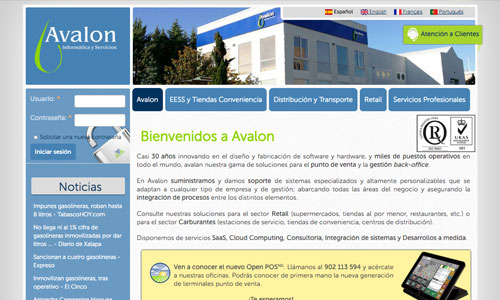 Avalon
Informática y Servicios
Español
English
Français
Português
Atención a Clientes
Usuario: *
Contraseña: *
Solicitar una nueva contraseña
Iniciar sesión
Avalon
EESS y Tiendas Conveniencia
Distribución y Transporte
Retail
Servicios Profesionales
Bienvenidos a Avalon
Casi 30 años innovando en el diseño y fabricación de software y hardware, y miles de puestos operativos en
todo el mundo, avalan nuestra gama de soluciones para el punto de venta y la gestión back-office.
En Avalon suministramos y damos soporte de sistemas especializados y altamente personalizables que se
adaptan a cualquier tipo de empresa y de gestión; abarcando todas las áreas del negocio y asegurando la
integración de procesos entre los distintos elementos.
Consulte nuestras soluciones para el sector Retail (supermercados, tiendas al por menor, restaurantes, etc.) o
para el sector Carburantes (estaciones de servicio, tiendas de conveniencia, centros de distribución).
Disponemos de servicios SaaS, Cloud Computing, Consultoria, Integración de sistemas y Desarrollos a medida.
Ven a conocer el nuevo Open POS
Llámanos al 902 113 594 y acércate
a nuestras oficinas. Podrás conocer de primera mano la nueva generación
de terminales punto de venta.
¡Te esperamos!
Noticias
Impunes gasolineras, roban hasta
8 litros - TabascoHOY.com
No llega ni al 1% cifra de
gasolineras inmovilizadas por dar
litros ... - Diario de Xalapa
Sancionan a cuatro gasolineras -
Expreso
Inmovilizan gasolineras, tras
operativo - El Cinco
UKAS